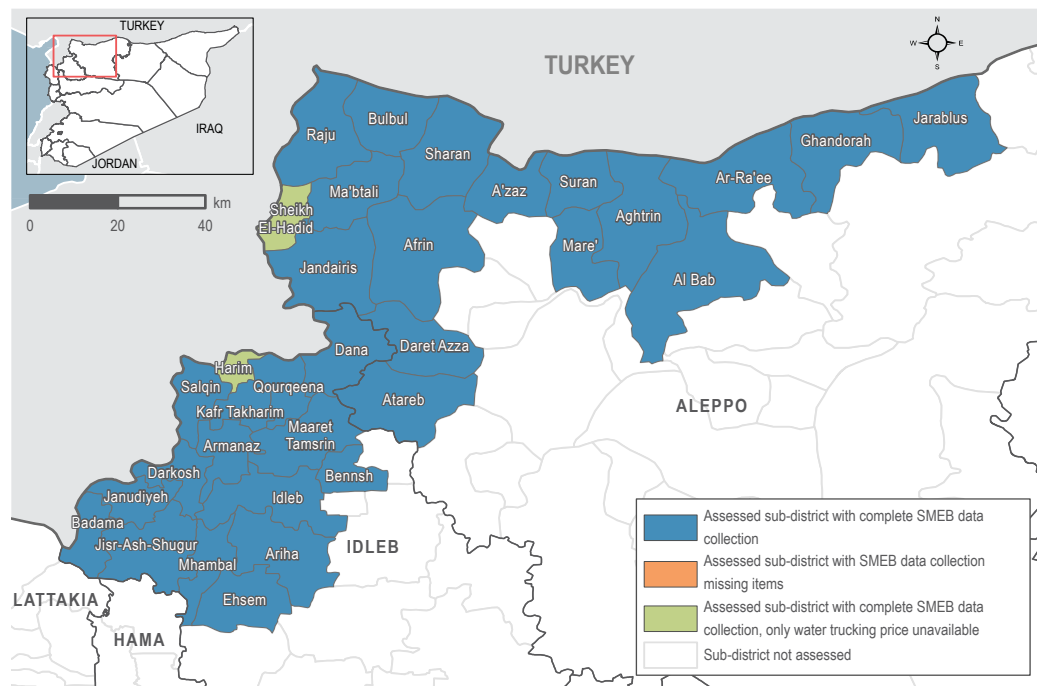 TURKEY
IRAQ
JORDAN
N
W E
S
TURKEY
0 20 40 km
Jarablus
Ghandorah
Bulbul
Raju
Sharan
Ar-Ra'ee
Suran
A'zaz
Ma'btali
Sheikh
El-Hadid
Aghtrin
Afrin
Mare'
Jandairis
Al Bab
Dana
Daret Azza
Harim
Salqin
Qourqeena
Atareb
ALEPPO
Kafr Takharim
Maaret
Tamsrin
Armanaz
Darkosh
Bennsh
Janudiyeh
Idleb
Badama
Jisr-Ash-Shugur
IDLEB
Ariha
Mhambal
Ehsem
LATTAKIA
HAMA
Assessed sub-district with complete SMEB data
collection
Assessed sub-district with SMEB data collection
missing items
Assessed sub-district with complete SMEB data
collection, only water trucking price unavailable
Sub-district not assessed